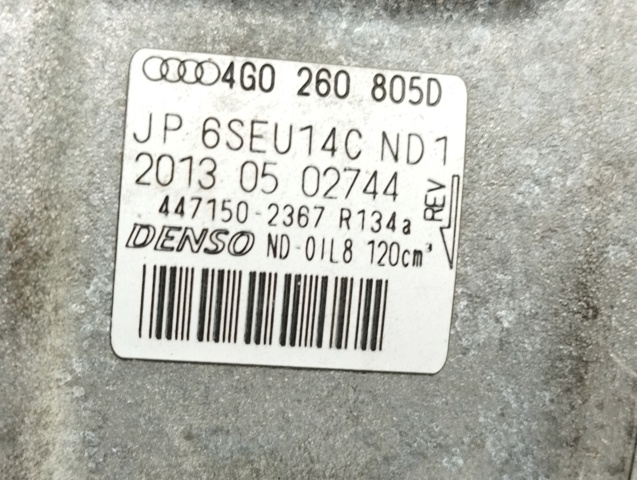 4G0 260 805D
JP 6SEU14C ND1
2013 05 02744
447150-2367 R134a
REV
DENSO ND-OIL8 120cm³